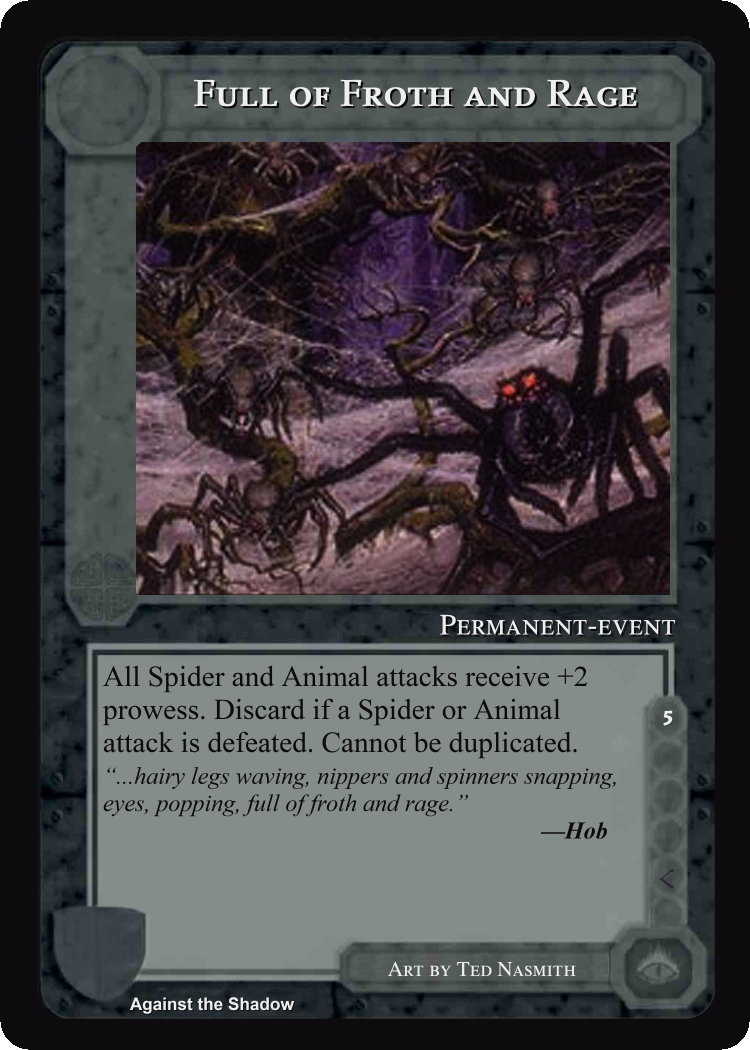 Full of Froth and Rage
Permanent-event
All Spider and Animal attacks receive +2
prowess. Discard if a Spider or Animal
attack is defeated. Cannot be duplicated.
“...hairy legs waving, nippers and spinners snapping,
eyes, popping, full of froth and rage.”
—Hob
5
<
Art by Ted Nasmith
Against the Shadow